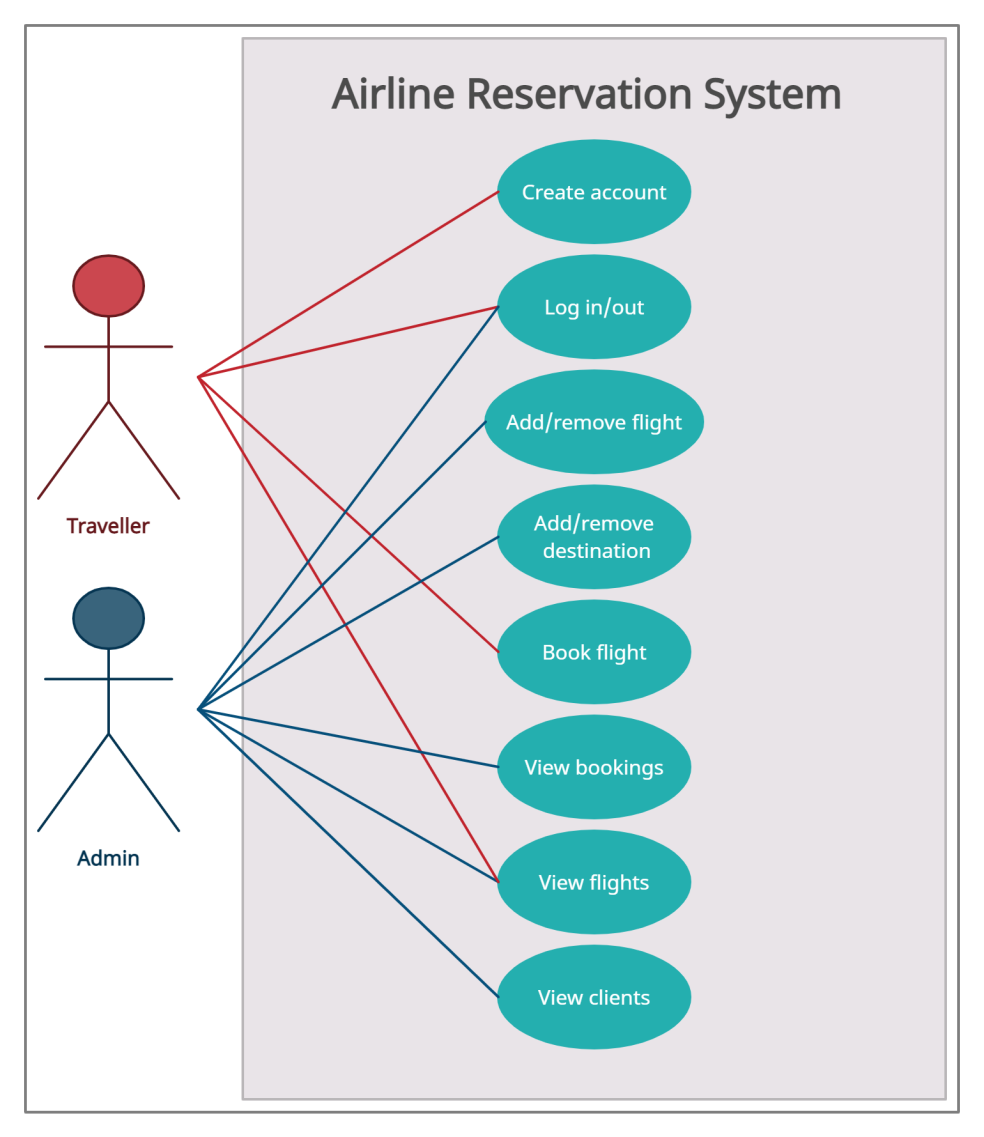 Airline Reservation System
Create account
Log in/out
Add/remove flight
Add/remove
destination
Book flight
View bookings
View flights
View clients
Traveller
Admin